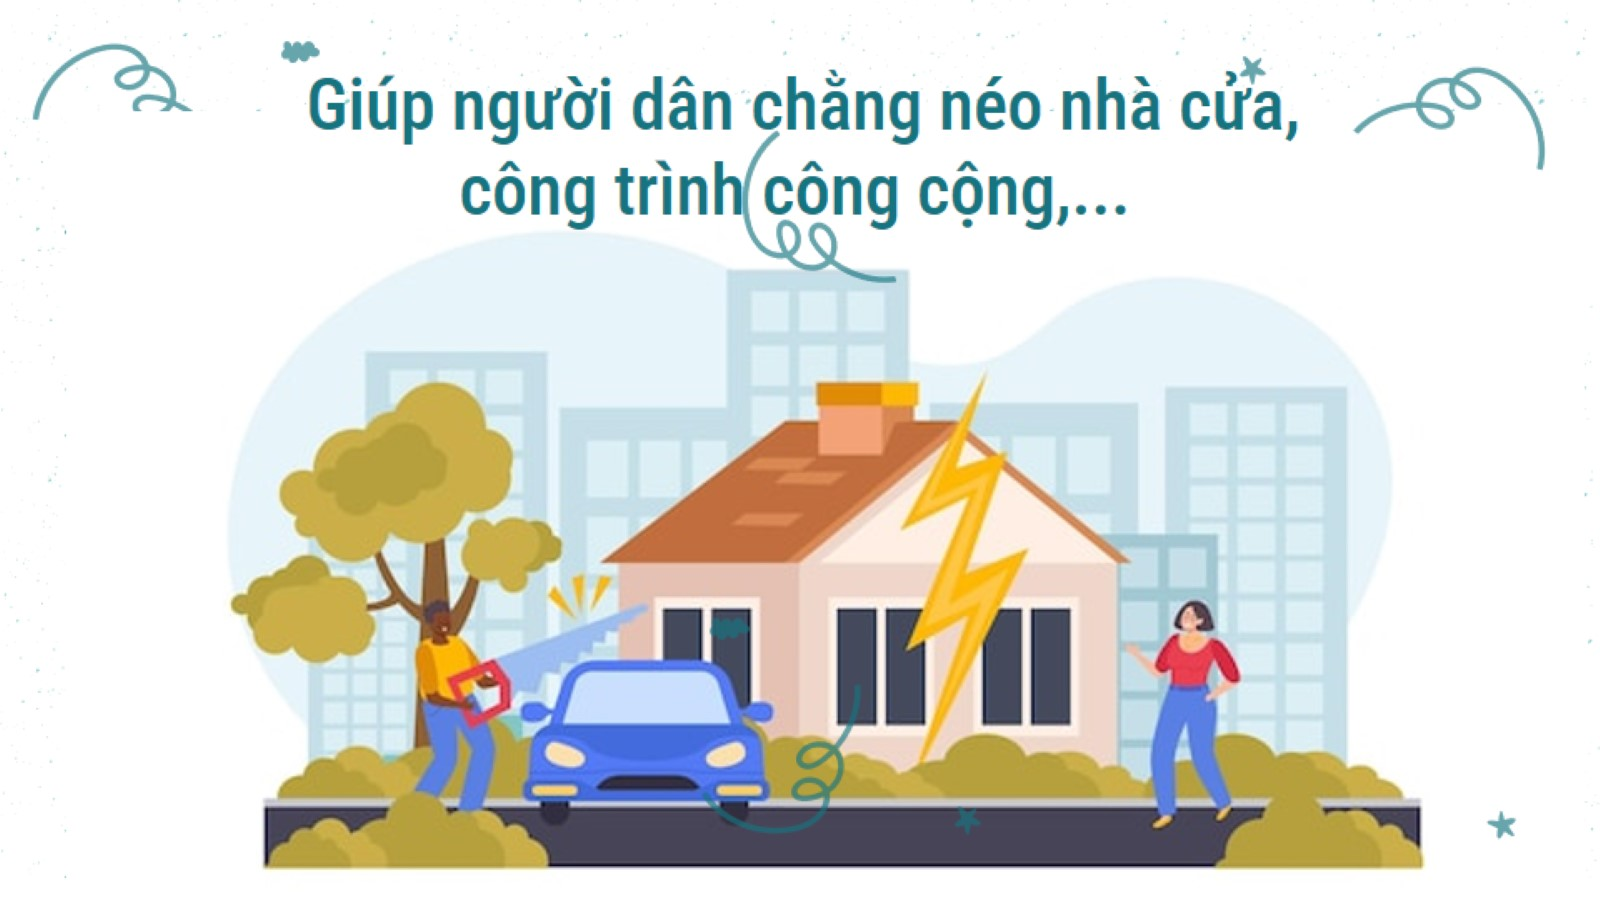 Giúp người dân chằng néo nhà cửa,
công trình công cộng,...